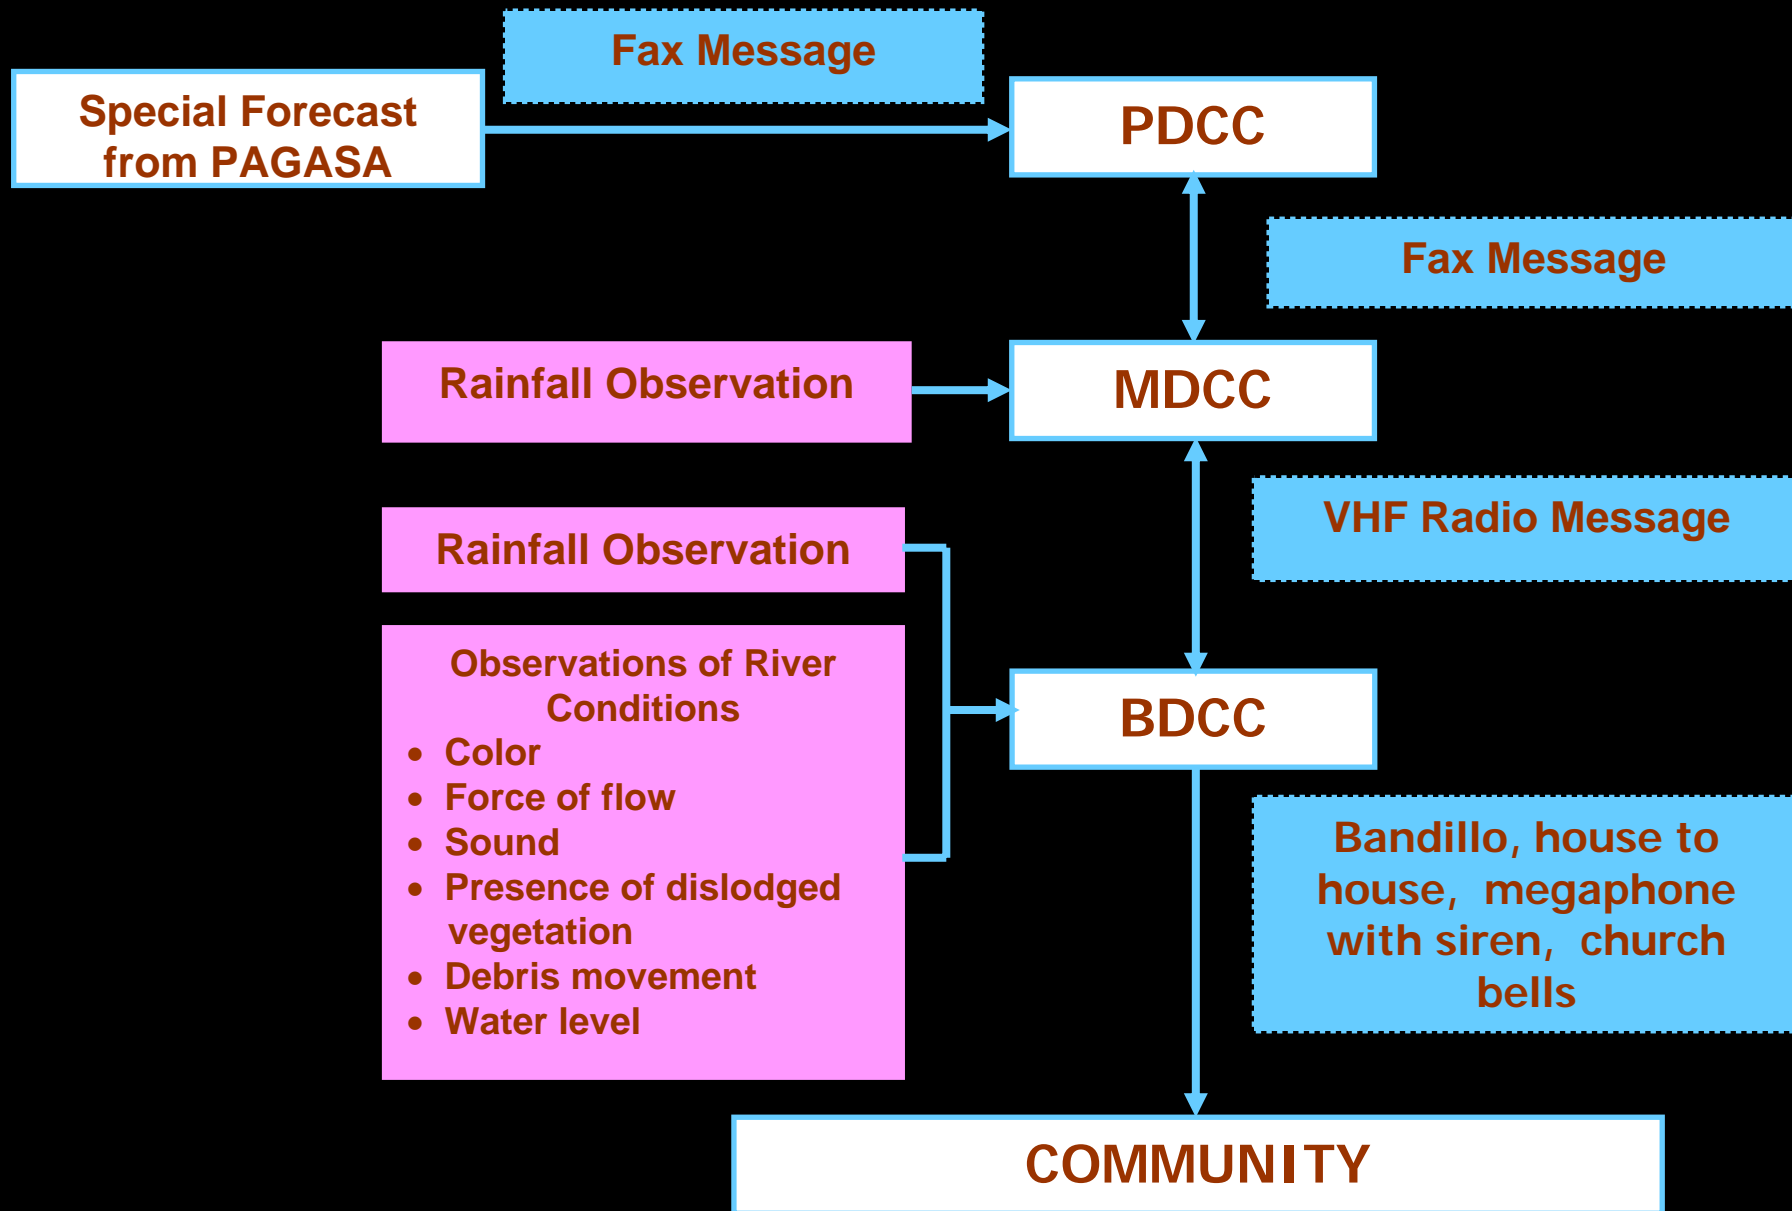 Fax Message
Special Forecast
from PAGASA
PDCC
Fax Message
Rainfall Observation
MDCC
VHF Radio Message
Rainfall Observation
Observations of River
Conditions
• Color
• Force of flow
• Sound
• Presence of dislodged
vegetation
• Debris movement
• Water level
BDCC
Bandillo, house to
house, megaphone
with siren, church
bells
COMMUNITY